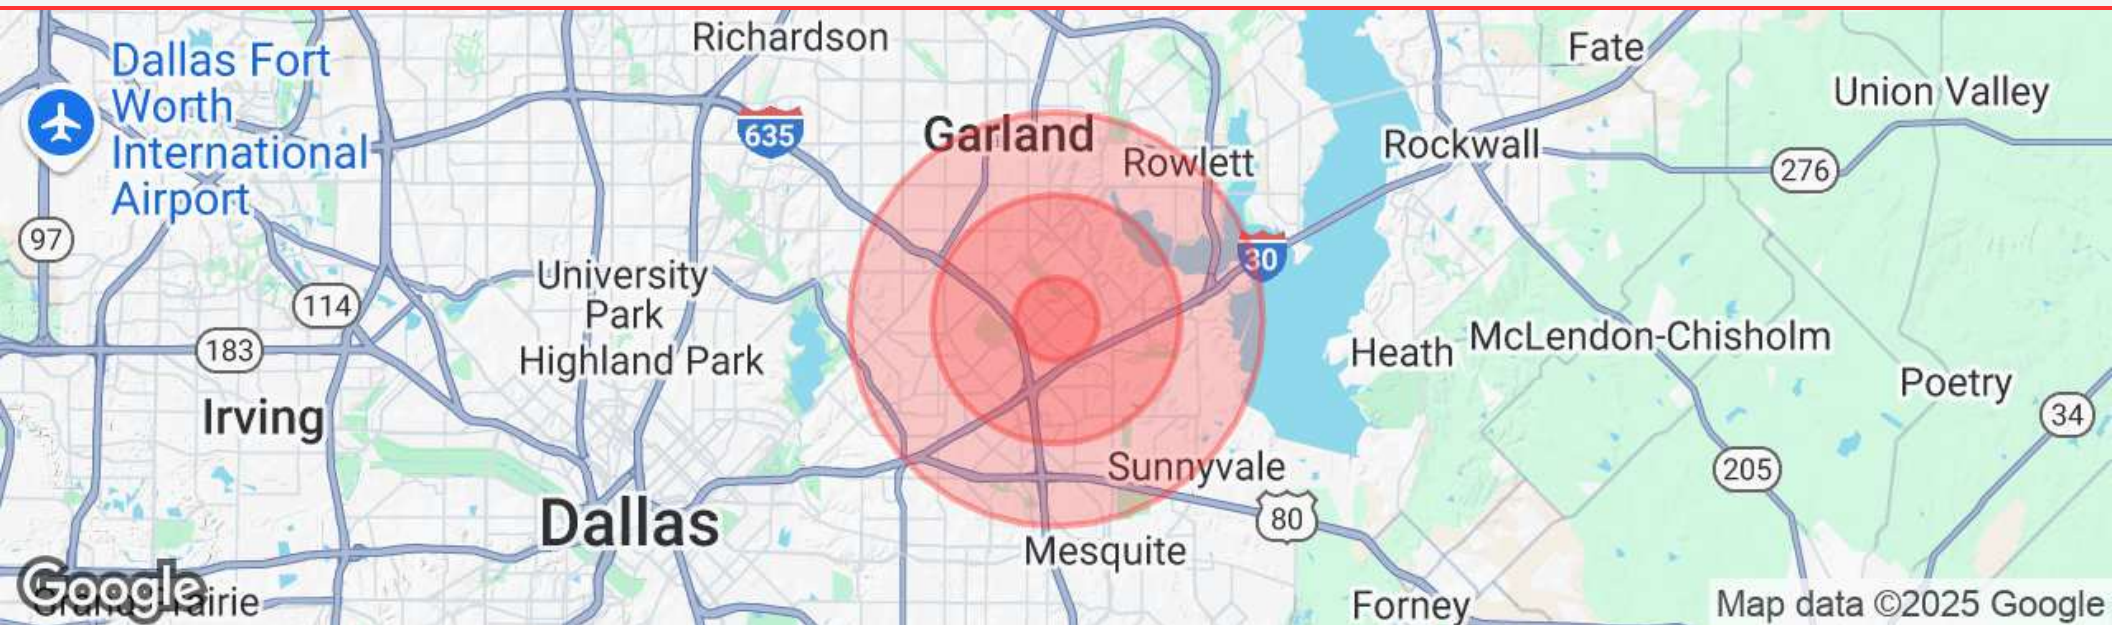 Richardson
Fate
Dallas Fort
Worth
International
Airport
Union Valley
635
Garland
Rowlett
Rockwall
276
97
30
University
Park
114
183
Highland Park
Heath
McLendon-Chisholm
Poetry
34
Irving
Sunnyvale
205
Dallas
80
Mesquite
Google
Grand Prairie
Forney
Map data ©2025 Google